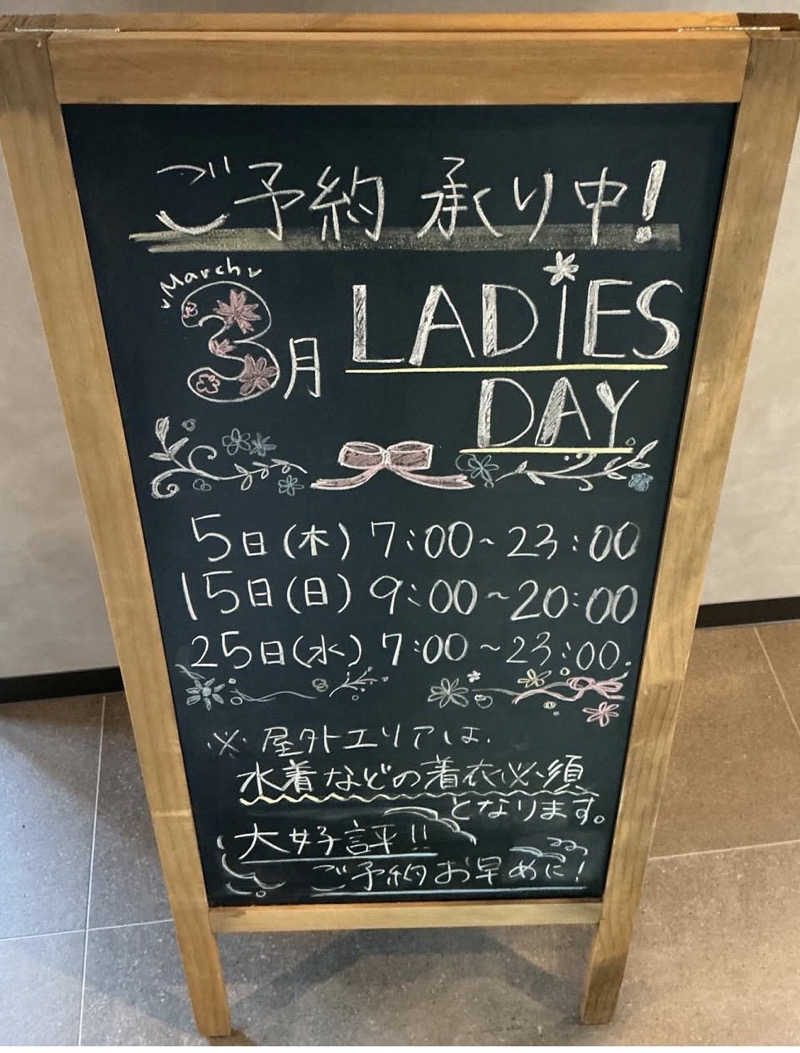 ご予約 承り中!
March
3月 LADIES
DAY
5日(木) 7:00~23:00
15日(日) 9:00~20:00
25日(水) 7:00~23:00.
※ 屋外エリアは、
水着などの着衣必須
となります。
大好評!!
ご予約お早めに!